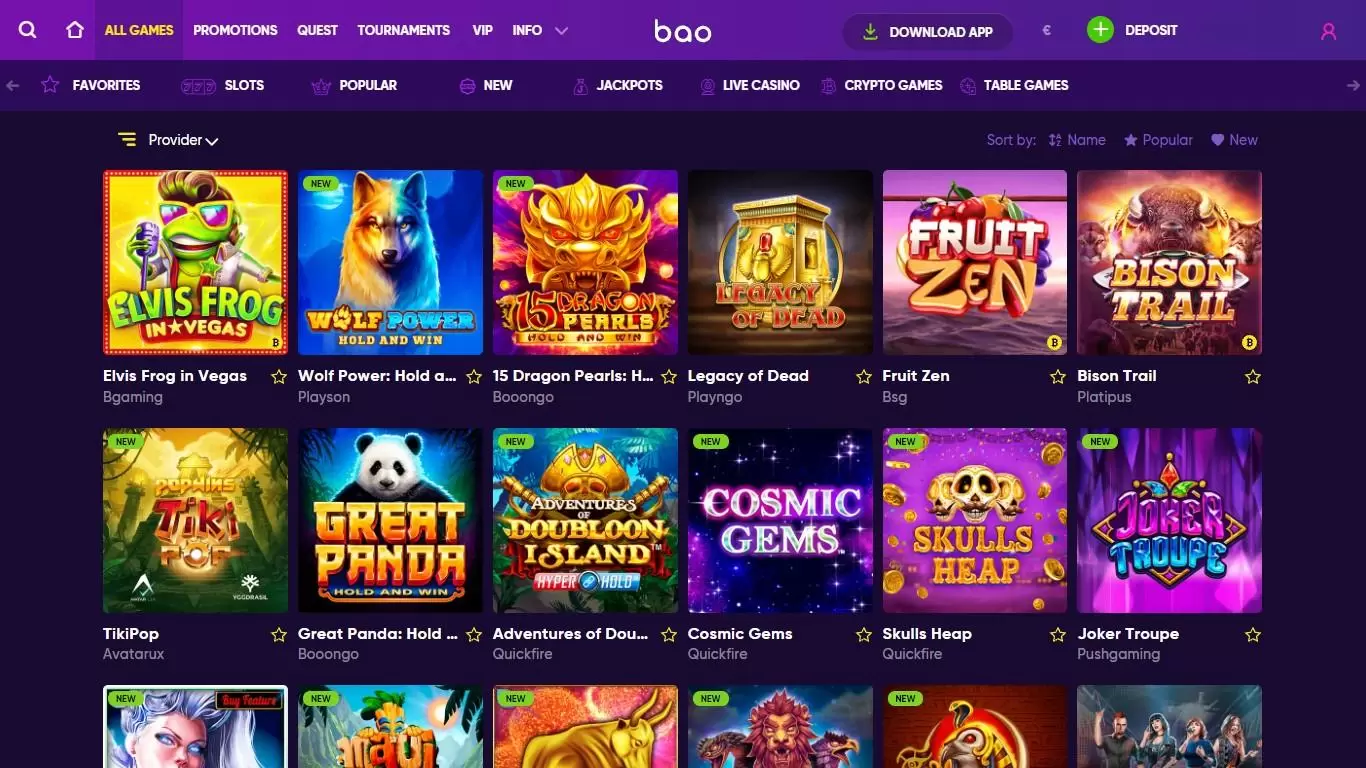 ALL GAMES PROMOTIONS QUEST TOURNAMENTS VIP INFO bao DOWNLOAD APP € DEPOSIT
FAVORITES SLOTS POPULAR NEW JACKPOTS LIVE CASINO CRYPTO GAMES TABLE GAMES
Provider Sort by: Name Popular New
ELVIS FROG
IN VEGAS
NEW
WOLF POWER
HOLD AND WIN
NEW
15 DRAGON
PEARLS
HOLD AND WIN
LEGACY
OF DEAD
FRUIT
ZEN
BISON
TRAIL
Elvis Frog in Vegas Wolf Power: Hold a... 15 Dragon Pearls: H... Legacy of Dead Fruit Zen Bison Trail
Bgaming Playson Booongo Playngo Bsg Platipus
NEW
POPWINS
Tiki
POP
YGGDRASIL
GREAT
PANDA
HOLD AND WIN
NEW
ADVENTURES
OF
DOUBLOON
ISLAND™
HYPER HOLD
NEW
COSMIC
GEMS
NEW
SKULLS
HEAP
NEW
JOKER
TROUPE
TikiPop Great Panda: Hold ... Adventures of Dou... Cosmic Gems Skulls Heap Joker Troupe
Avatarux Booongo Quickfire Quickfire Quickfire Pushgaming
NEW
Buy Feature
NEW
MAUI
NEW
NEW
NEW